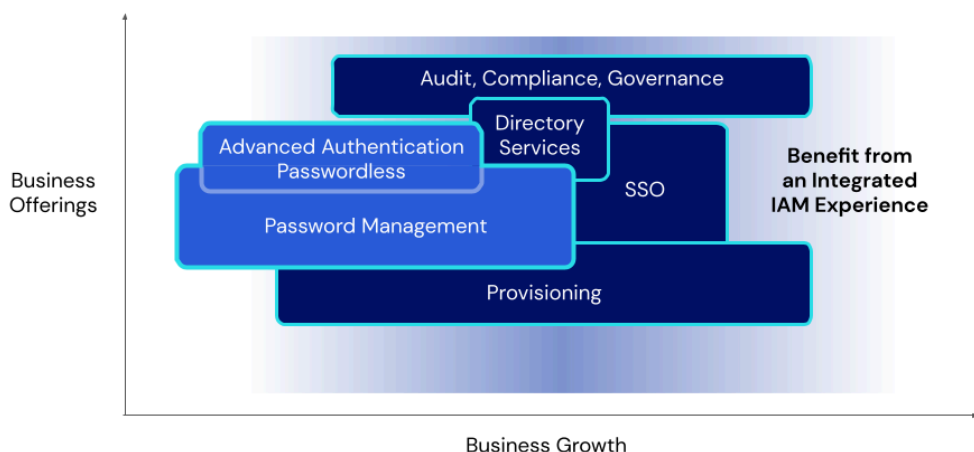 Audit, Compliance, Governance
Directory
Services
Advanced Authentication
Passwordless
Business
Offerings
SSO
Benefit from
an Integrated
IAM Experience
Password Management
Provisioning
Business Growth